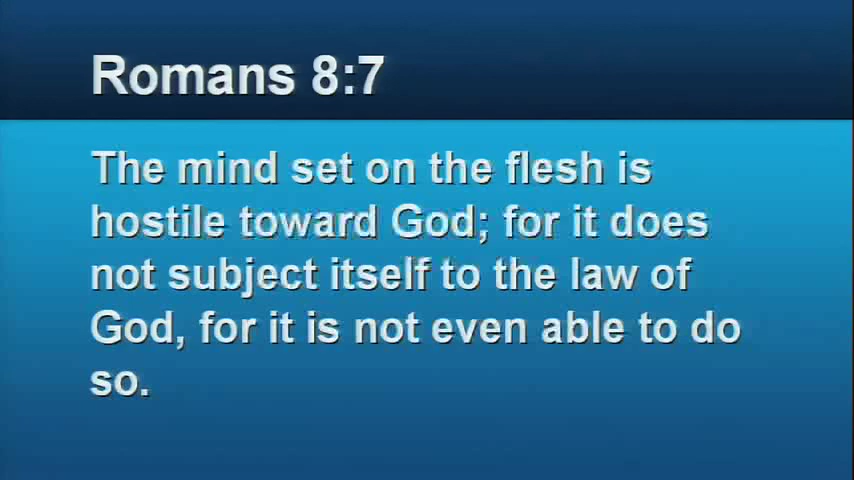 Romans 8:7
The mind set on the flesh is
hostile toward God; for it does
not subject itself to the law of
God, for it is not even able to do
so.